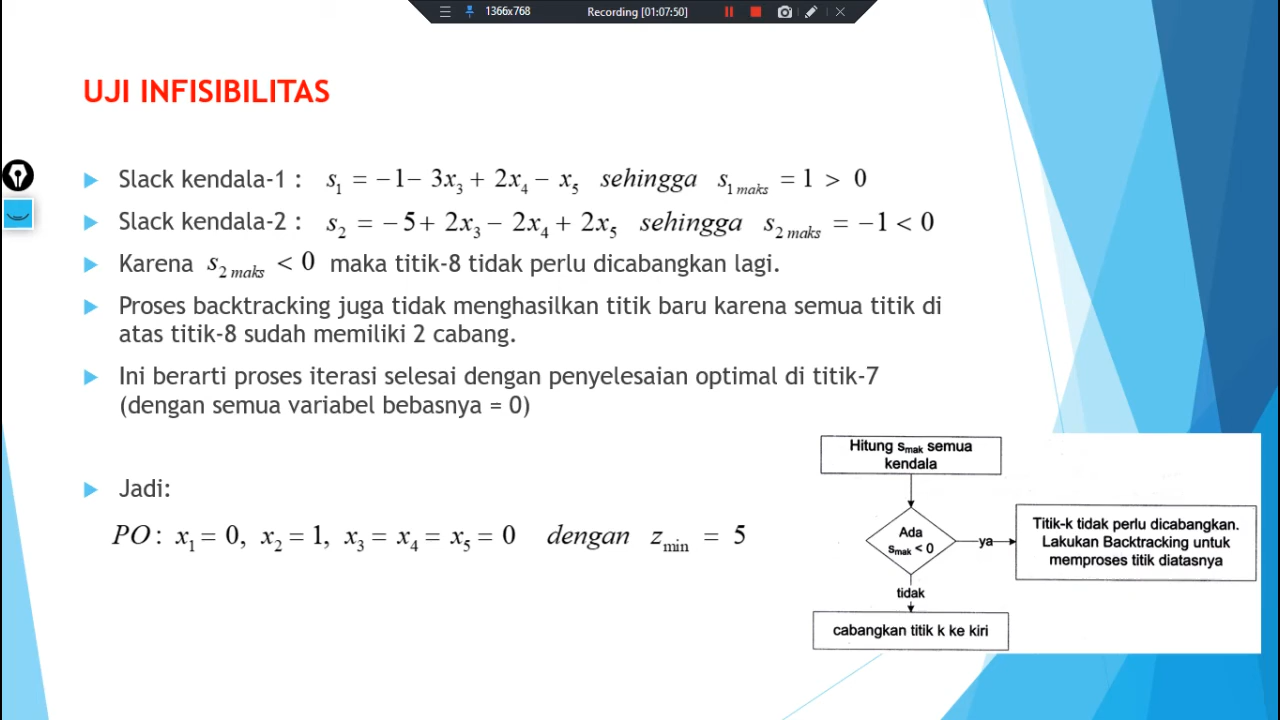 1366x768 Recording [01:07:50]
UJI INFISIBILITAS
Slack kendala-1 : s₁ = −1− 3x₃ + 2x₄ − x₅ sehingga s₁ maks = 1 > 0
Slack kendala-2 : s₂ = −5+ 2x₃ − 2x₄ + 2x₅ sehingga s₂ maks = −1 < 0
Karena s₂ maks < 0 maka titik-8 tidak perlu dicabangkan lagi.
Proses backtracking juga tidak menghasilkan titik baru karena semua titik di
atas titik-8 sudah memiliki 2 cabang.
Ini berarti proses iterasi selesai dengan penyelesaian optimal di titik-7
(dengan semua variabel bebasnya = 0)
Jadi:
PO: x₁ = 0, x₂ = 1, x₃ = x₄ = x₅ = 0 dengan z min = 5
Hitung smak semua
kendala
Ada
smak < 0
ya
Titik-k tidak perlu dicabangkan.
Lakukan Backtracking untuk
memproses titik diatasnya
tidak
cabangkan titik k ke kiri